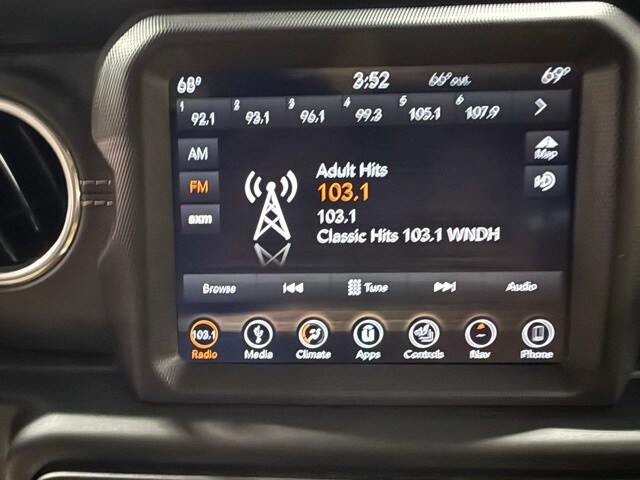 68° 3:52 66° out 69°
1 92.1 2 93.1 3 96.1 4 99.3 5 105.1 6 107.9
AM Map
FM
sxm
Adult Hits
103.1
103.1
Classic Hits 103.1 WNDH
Browse Tune Audio
103.1
Radio Media Climate Apps Controls Nav Phone